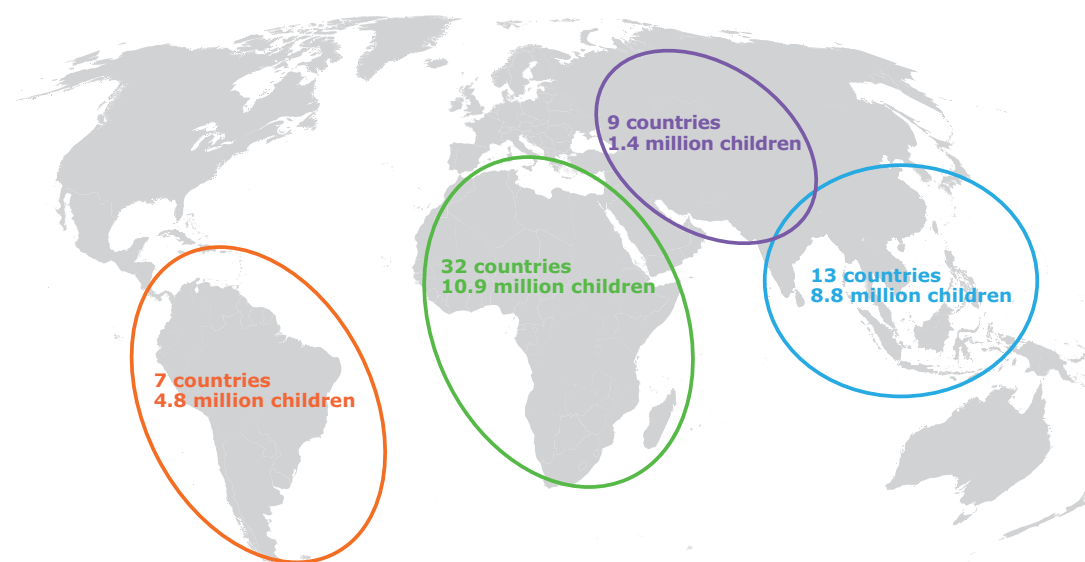 9 countries
1.4 million children
32 countries
10.9 million children
13 countries
8.8 million children
7 countries
4.8 million children